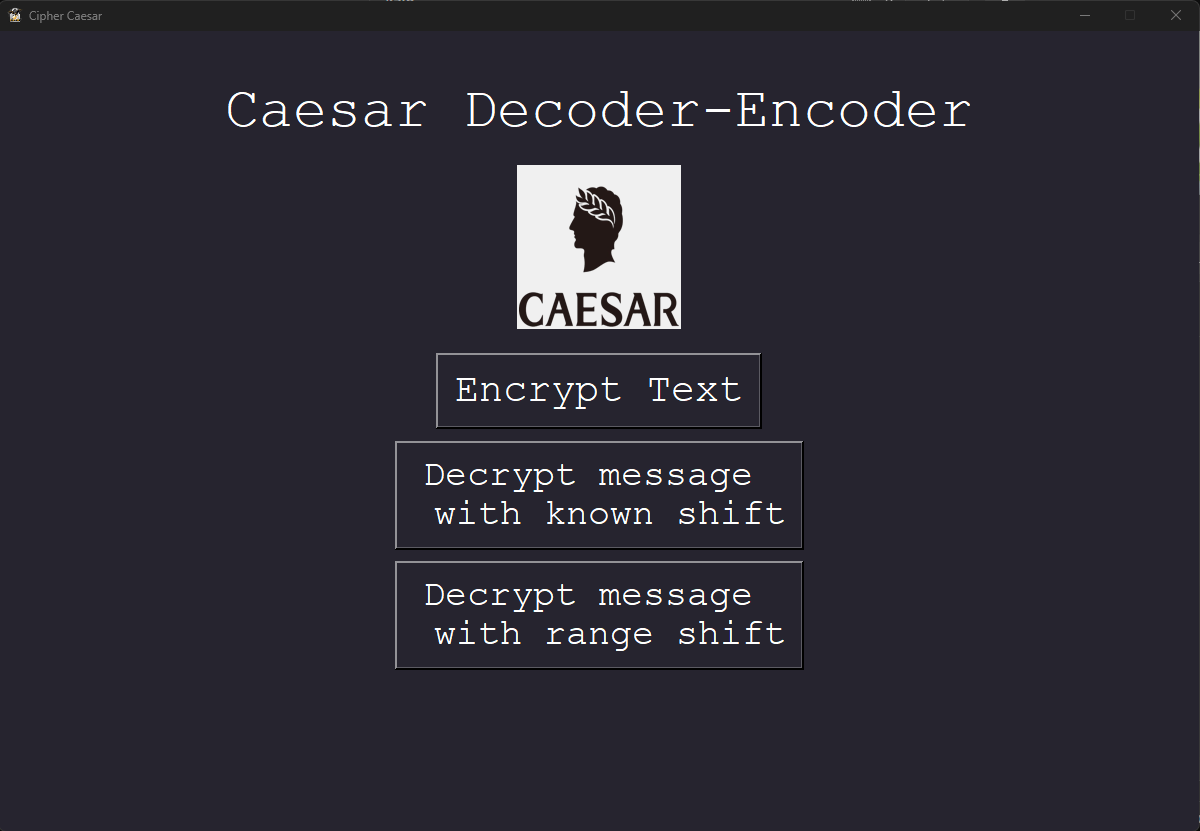 Cipher Caesar
Caesar Decoder-Encoder
CAESAR
Encrypt Text
Decrypt message
with known shift
Decrypt message
with range shift